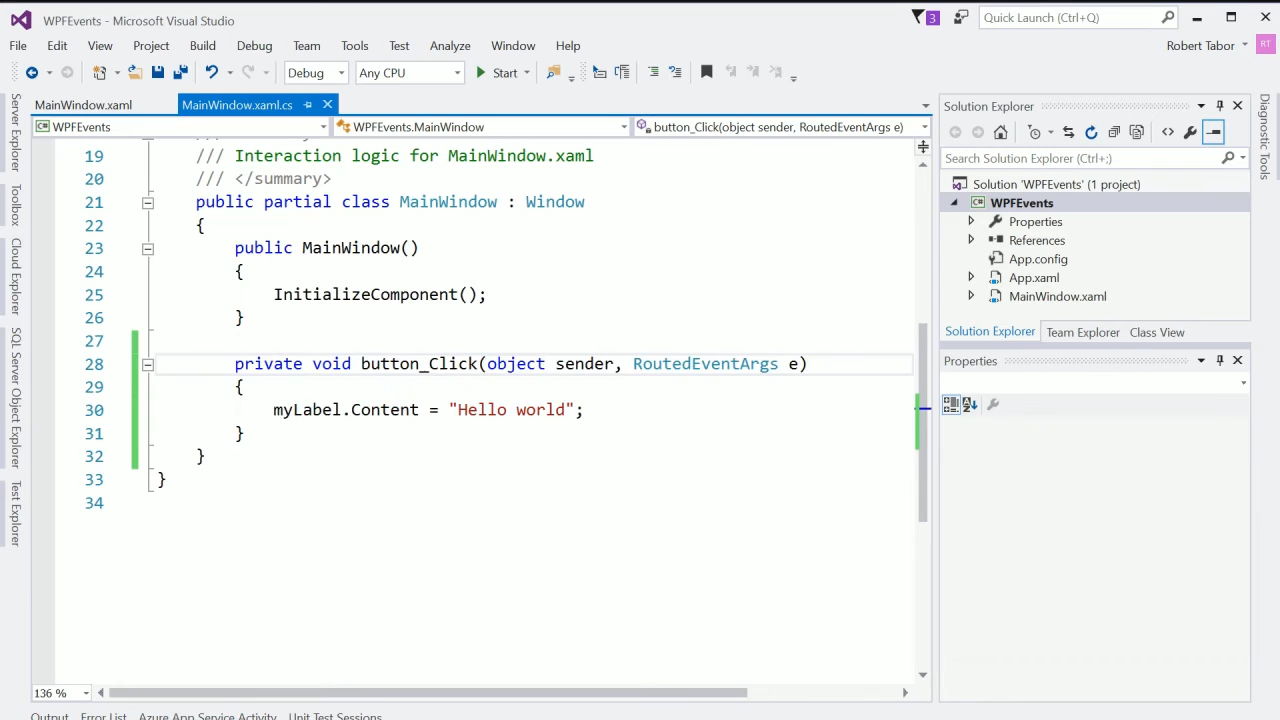 WPFEvents - Microsoft Visual Studio
3
Quick Launch (Ctrl+Q)
File Edit View Project Build Debug Team Tools Test Analyze Window Help
Robert Tabor RT
Debug Any CPU Start
MainWindow.xaml MainWindow.xaml.cs
WPFEvents WPFEvents.MainWindow button_Click(object sender, RoutedEventArgs e)
19 /// Interaction logic for MainWindow.xaml
20 /// </summary>
21 public partial class MainWindow : Window
22 {
23 public MainWindow()
24 {
25 InitializeComponent();
26 }
27
28 private void button_Click(object sender, RoutedEventArgs e)
29 {
30 myLabel.Content = "Hello world";
31 }
32 }
33 }
34
136 %
Server Explorer
Toolbox
Cloud Explorer
SQL Server Object Explorer
Test Explorer
Solution Explorer
Search Solution Explorer (Ctrl+;)
Solution 'WPFEvents' (1 project)
WPFEvents
Properties
References
App.config
App.xaml
MainWindow.xaml
Solution Explorer Team Explorer Class View
Properties
Diagnostic Tools
Output Error List Azure App Service Activity Unit Test Sessions